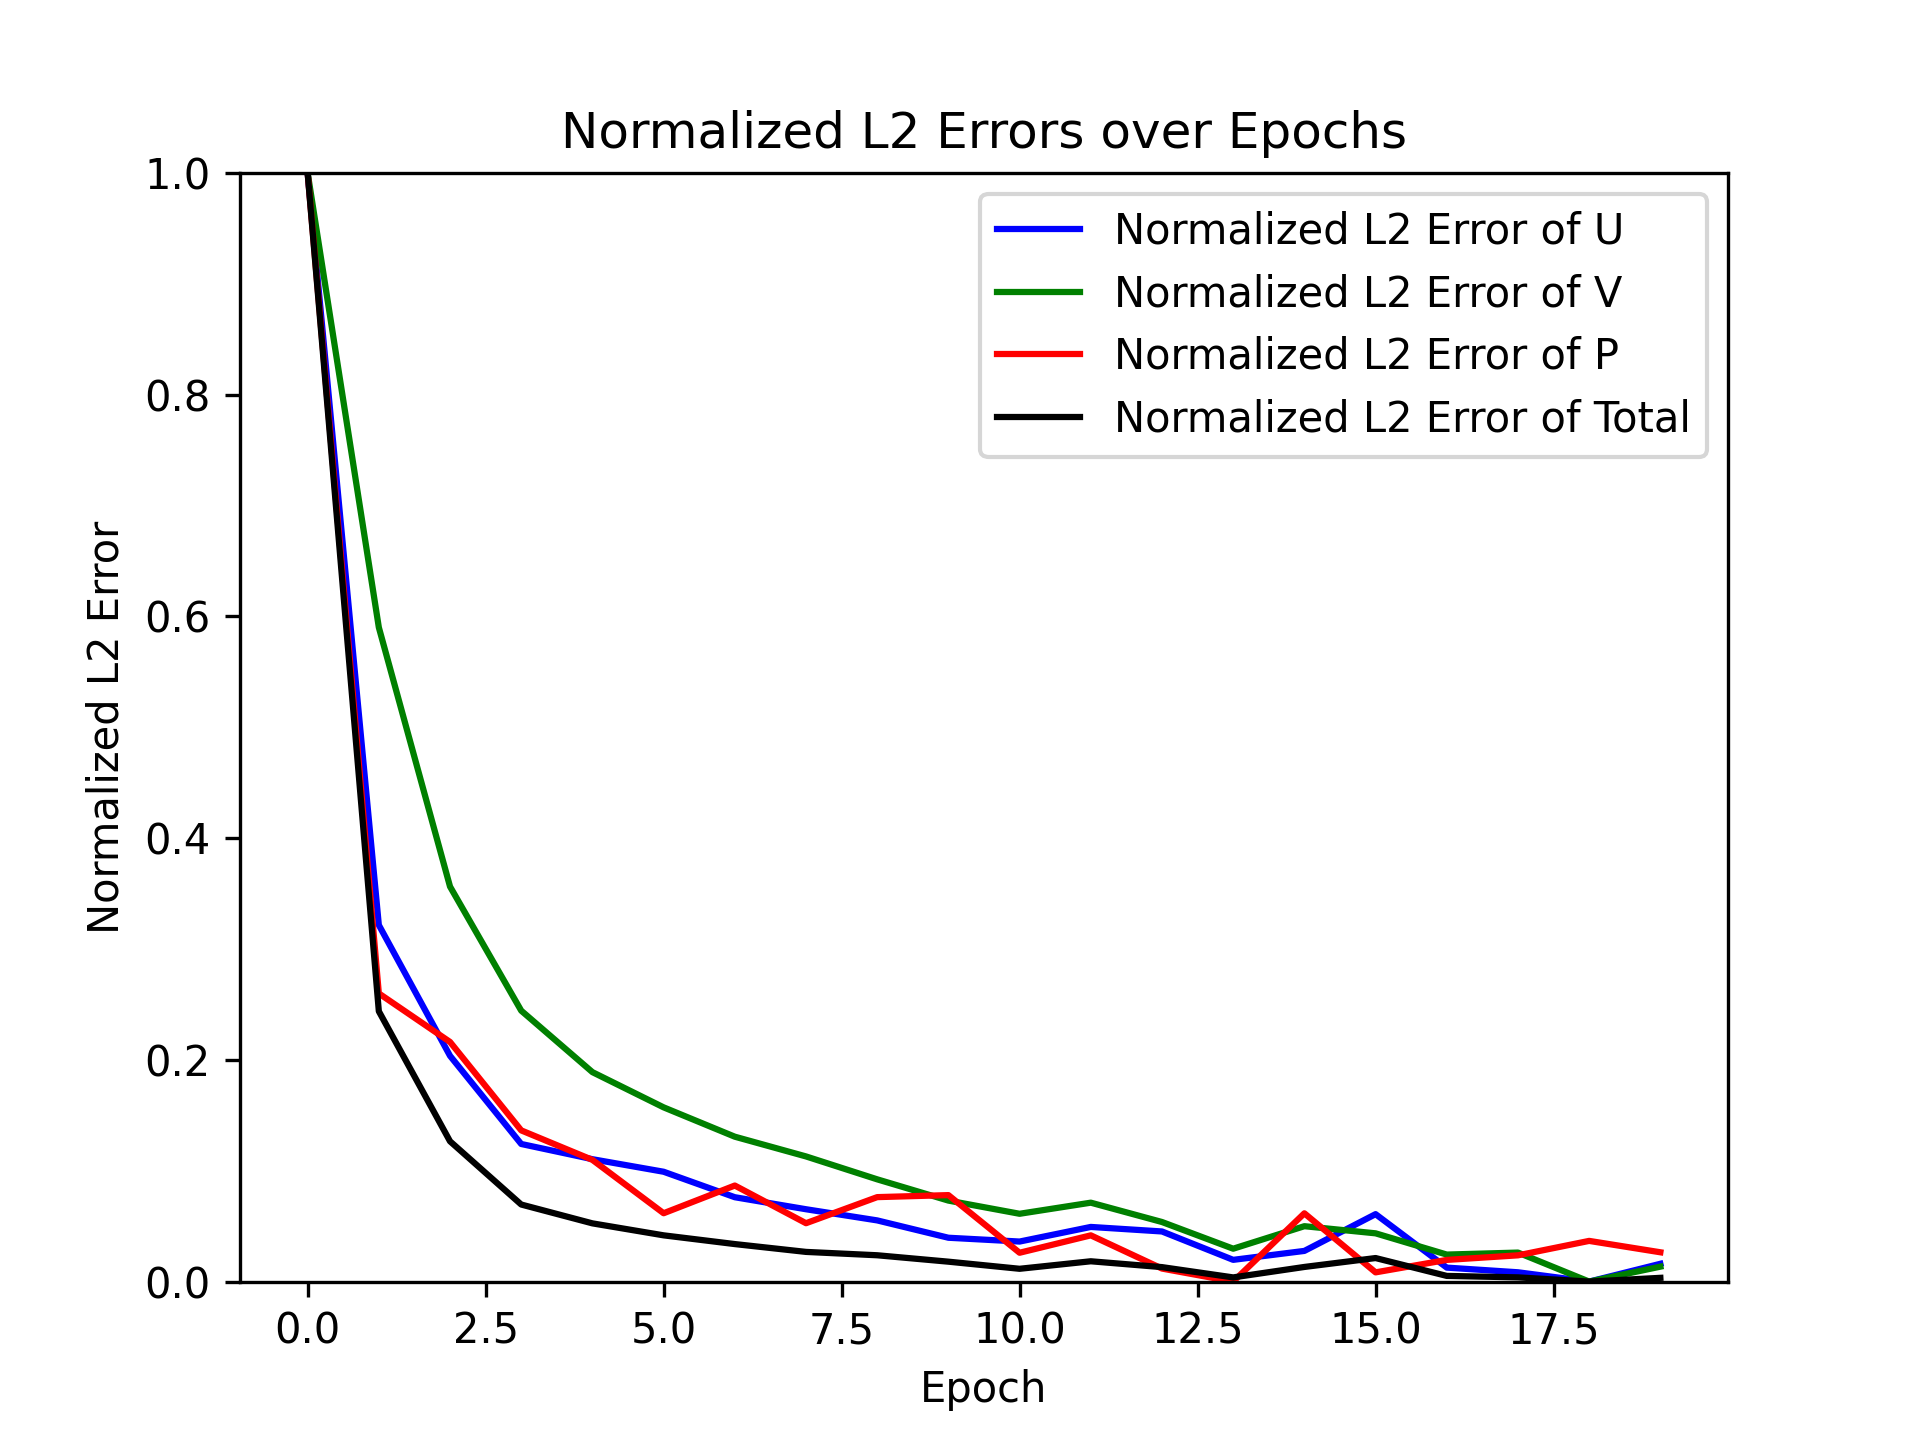 Normalized L2 Errors over Epochs
1.0
0.8
0.6
0.4
0.2
0.0
Normalized L2 Error
Normalized L2 Error of U
Normalized L2 Error of V
Normalized L2 Error of P
Normalized L2 Error of Total
0.0 2.5 5.0 7.5 10.0 12.5 15.0 17.5
Epoch